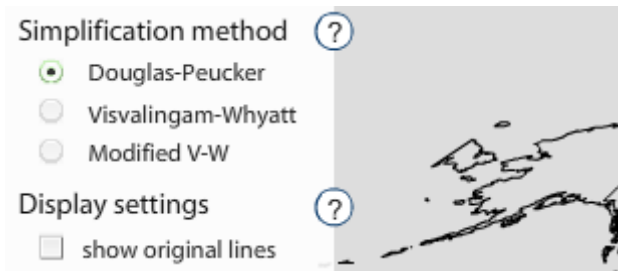 Simplification method ?
Douglas-Peucker
Visvalingam-Whyatt
Modified V-W
Display settings ?
show original lines